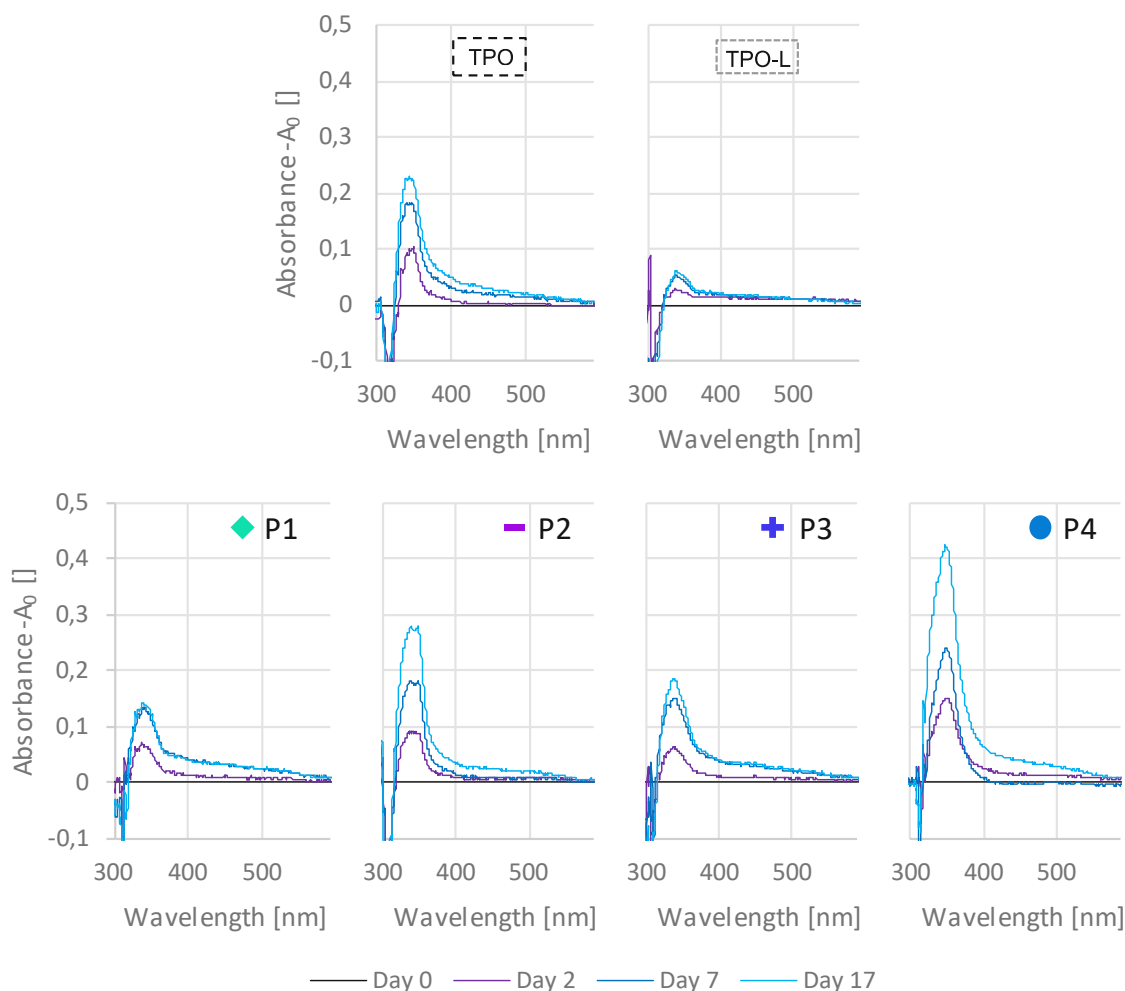 0,5
0,4
0,3
0,2
0,1
0
-0,1
Absorbance-A₀ []
TPO
TPO-L
300 400 500
300 400 500
Wavelength [nm]
Wavelength [nm]
0,5
0,4
0,3
0,2
0,1
0
-0,1
Absorbance-A₀ []
P1
P2
P3
P4
300 400 500
300 400 500
300 400 500
300 400 500
Wavelength [nm]
Wavelength [nm]
Wavelength [nm]
Wavelength [nm]
Day 0 Day 2 Day 7 Day 17